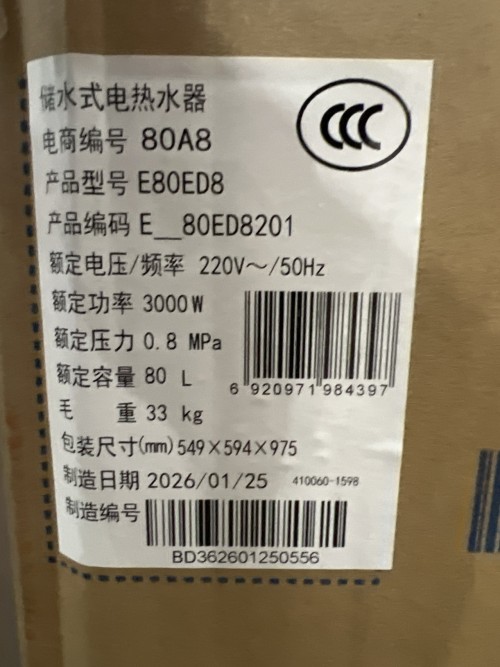 储水式电热水器
CCC
电商编号 80A8
产品型号 E80ED8
产品编码 E__80ED8201
额定电压/频率 220V~/50Hz
额定功率 3000W
额定压力 0.8 MPa
额定容量 80 L
6 920971 984397
毛 重 33 kg
包装尺寸(mm) 549×594×975
制造日期 2026/01/25 410060-1598
制造编号
BD362601250556